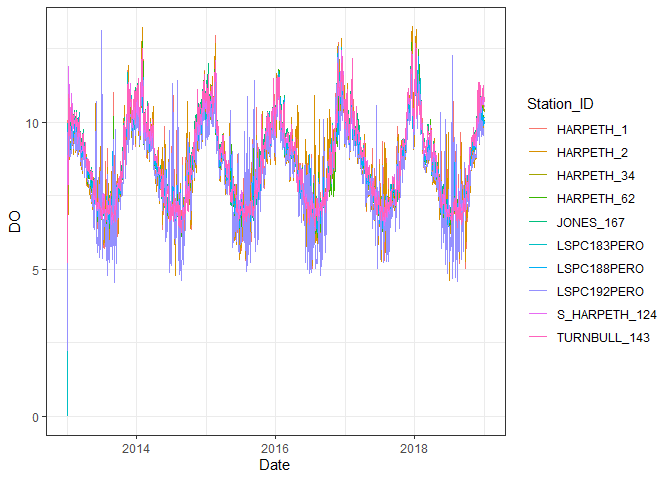 10
5
0
DO
2014
2016
2018
Date
Station_ID
HARPETH_1
HARPETH_2
HARPETH_34
HARPETH_62
JONES_167
LSPC183PERO
LSPC188PERO
LSPC192PERO
S_HARPETH_124
TURNBULL_143